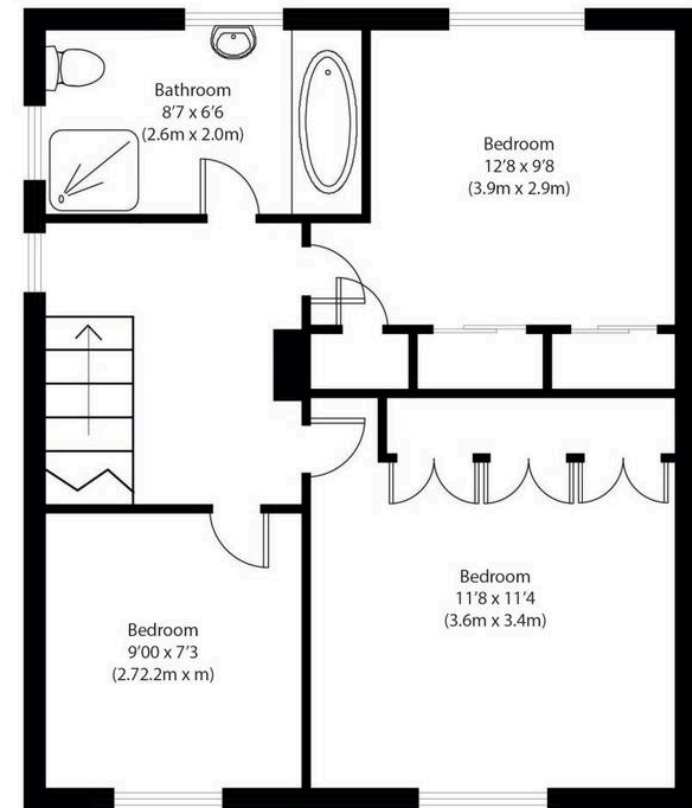 Bathroom
8'7 x 6'6
(2.6m x 2.0m)
Bedroom
12'8 x 9'8
(3.9m x 2.9m)
Bedroom
11'8 x 11'4
(3.6m x 3.4m)
Bedroom
9'00 x 7'3
(2.72.2m x m)